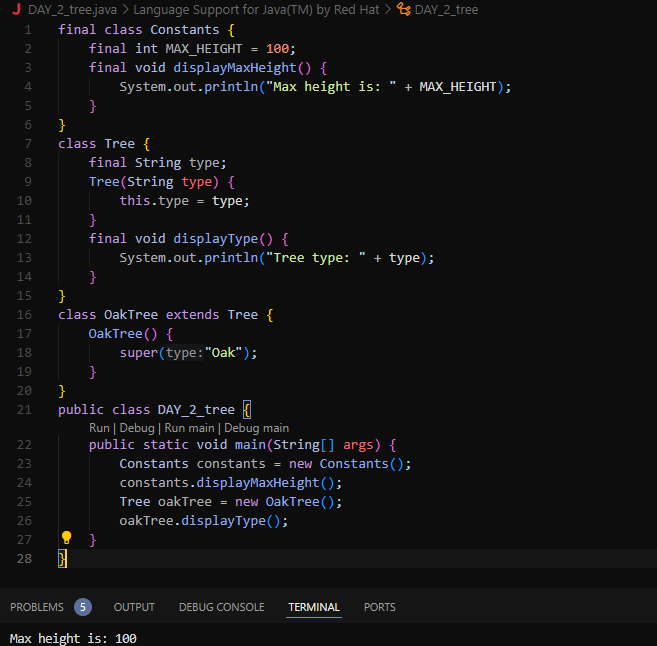 J DAY_2_tree.java > Language Support for Java(TM) by Red Hat > DAY_2_tree
1 final class Constants {
2     final int MAX_HEIGHT = 100;
3     final void displayMaxHeight() {
4         System.out.println("Max height is: " + MAX_HEIGHT);
5     }
6 }
7 class Tree {
8     final String type;
9     Tree(String type) {
10         this.type = type;
11     }
12     final void displayType() {
13         System.out.println("Tree type: " + type);
14     }
15 }
16 class OakTree extends Tree {
17     OakTree() {
18         super(type:"Oak");
19     }
20 }
21 public class DAY_2_tree {
Run | Debug | Run main | Debug main
22     public static void main(String[] args) {
23         Constants constants = new Constants();
24         constants.displayMaxHeight();
25         Tree oakTree = new OakTree();
26         oakTree.displayType();
27     }
28 }
PROBLEMS 5 OUTPUT DEBUG CONSOLE TERMINAL PORTS
Max height is: 100